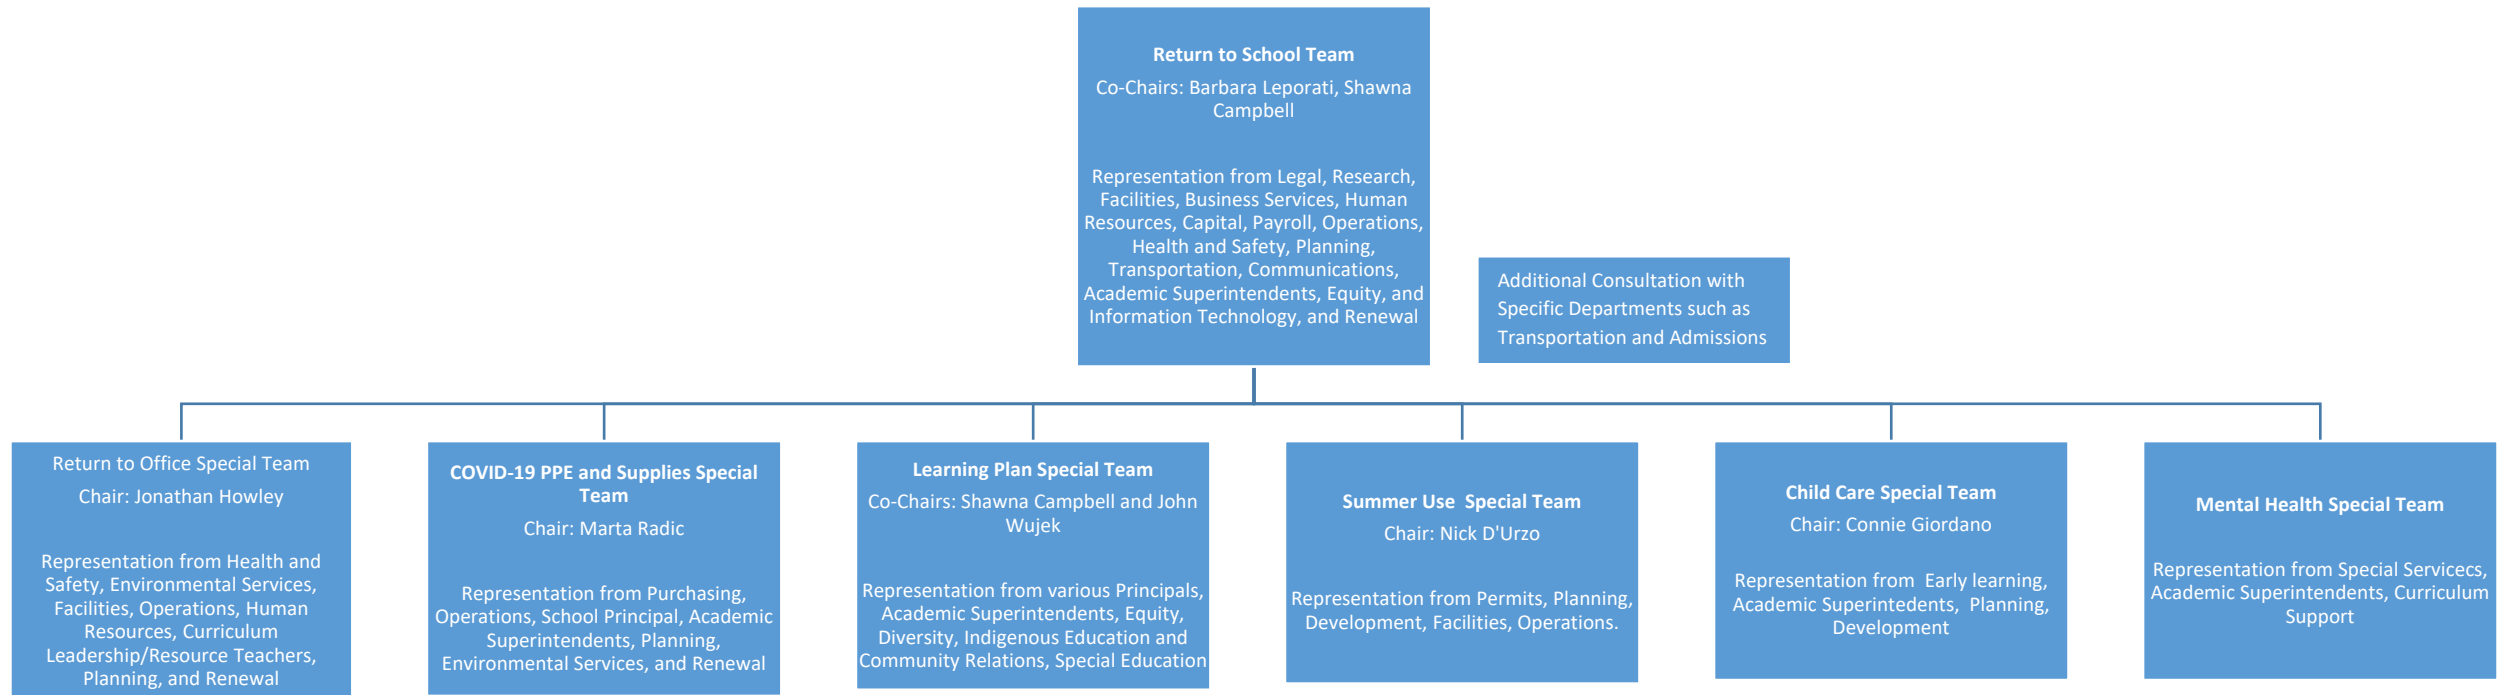 Return to School Team
Co-Chairs: Barbara Leporati, Shawna
Campbell
Representation from Legal, Research,
Facilities, Business Services, Human
Resources, Capital, Payroll, Operations,
Health and Safety, Planning,
Transportation, Communications,
Academic Superintendents, Equity, and
Information Technology, and Renewal
Additional Consultation with
Specific Departments such as
Transportation and Admissions
Return to Office Special Team
Chair: Jonathan Howley
Representation from Health and
Safety, Environmental Services,
Facilities, Operations, Human
Resources, Curriculum
Leadership/Resource Teachers,
Planning, and Renewal
COVID-19 PPE and Supplies Special
Team
Chair: Marta Radic
Representation from Purchasing,
Operations, School Principal, Academic
Superintendents, Planning,
Environmental Services, and Renewal
Learning Plan Special Team
Co-Chairs: Shawna Campbell and John
Wujek
Representation from various Principals,
Academic Superintendents, Equity,
Diversity, Indigenous Education and
Community Relations, Special Education
Summer Use  Special Team
Chair: Nick D'Urzo
Representation from Permits, Planning,
Development, Facilities, Operations.
Child Care Special Team
Chair: Connie Giordano
Representation from  Early learning,
Academic Superintedents,  Planning,
Development
Mental Health Special Team
Representation from Special Servicecs,
Academic Superintendents, Curriculum
Support